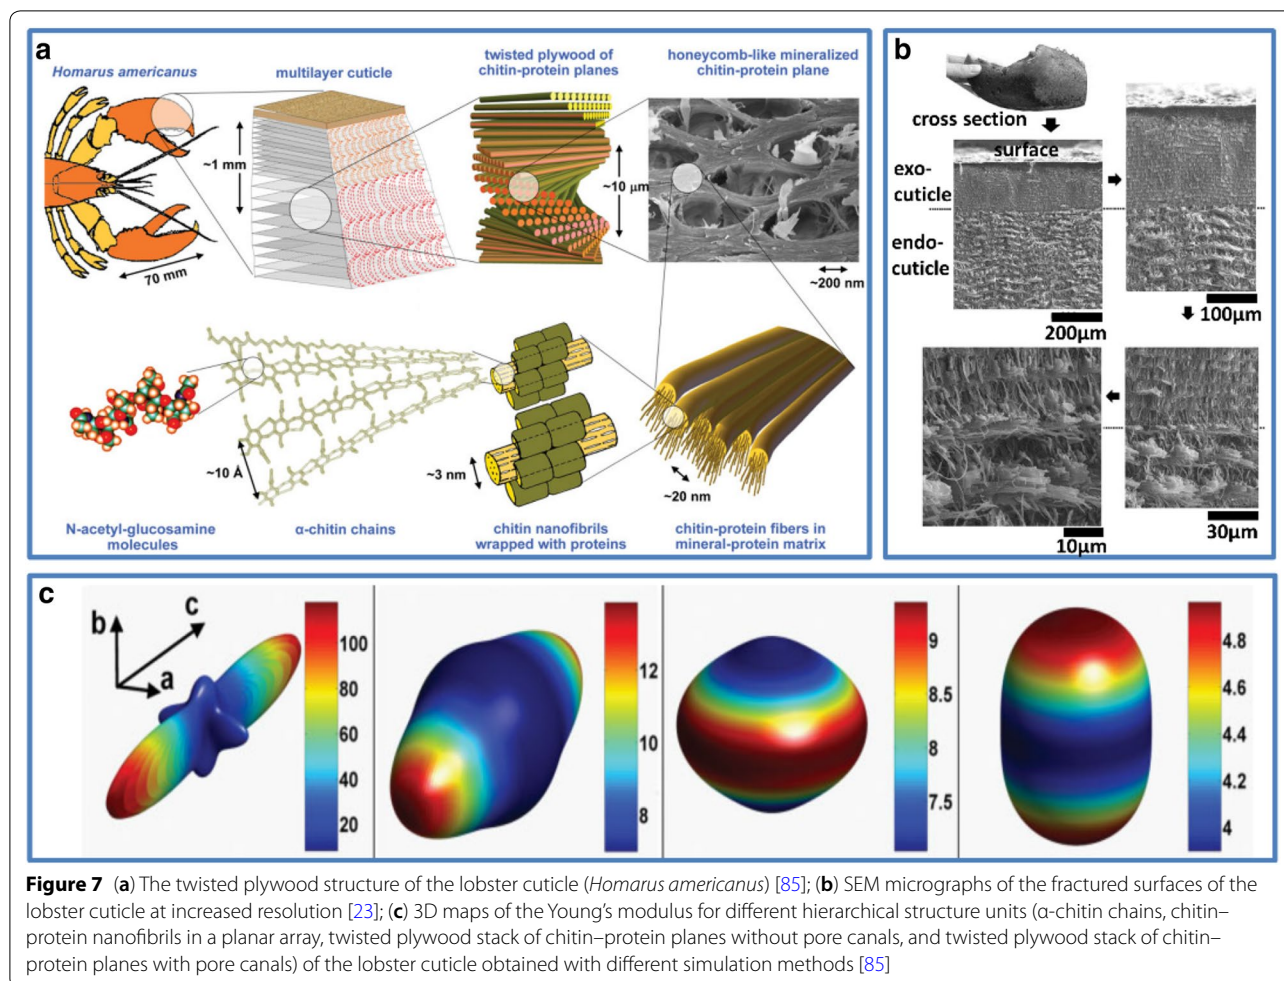 a
Homarus americanus
multilayer cuticle
twisted plywood of
chitin-protein planes
honeycomb-like mineralized
chitin-protein plane
~1 mm
~10 µm
70 mm
~200 nm
~10 Å
~3 nm
~20 nm
N-acetyl-glucosamine
molecules
α-chitin chains
chitin nanofibrils
wrapped with proteins
chitin-protein fibers in
mineral-protein matrix
b
cross section
surface
exo-
cuticle
endo-
cuticle
200µm
100µm
10µm
30µm
c
b
c
a
100
80
60
40
20
12
10
8
9
8.5
8
7.5
4.8
4.6
4.4
4.2
4
Figure 7 (a) The twisted plywood structure of the lobster cuticle (Homarus americanus) [85]; (b) SEM micrographs of the fractured surfaces of the
lobster cuticle at increased resolution [23]; (c) 3D maps of the Young's modulus for different hierarchical structure units (α-chitin chains, chitin–
protein nanofibrils in a planar array, twisted plywood stack of chitin–protein planes without pore canals, and twisted plywood stack of chitin–
protein planes with pore canals) of the lobster cuticle obtained with different simulation methods [85]